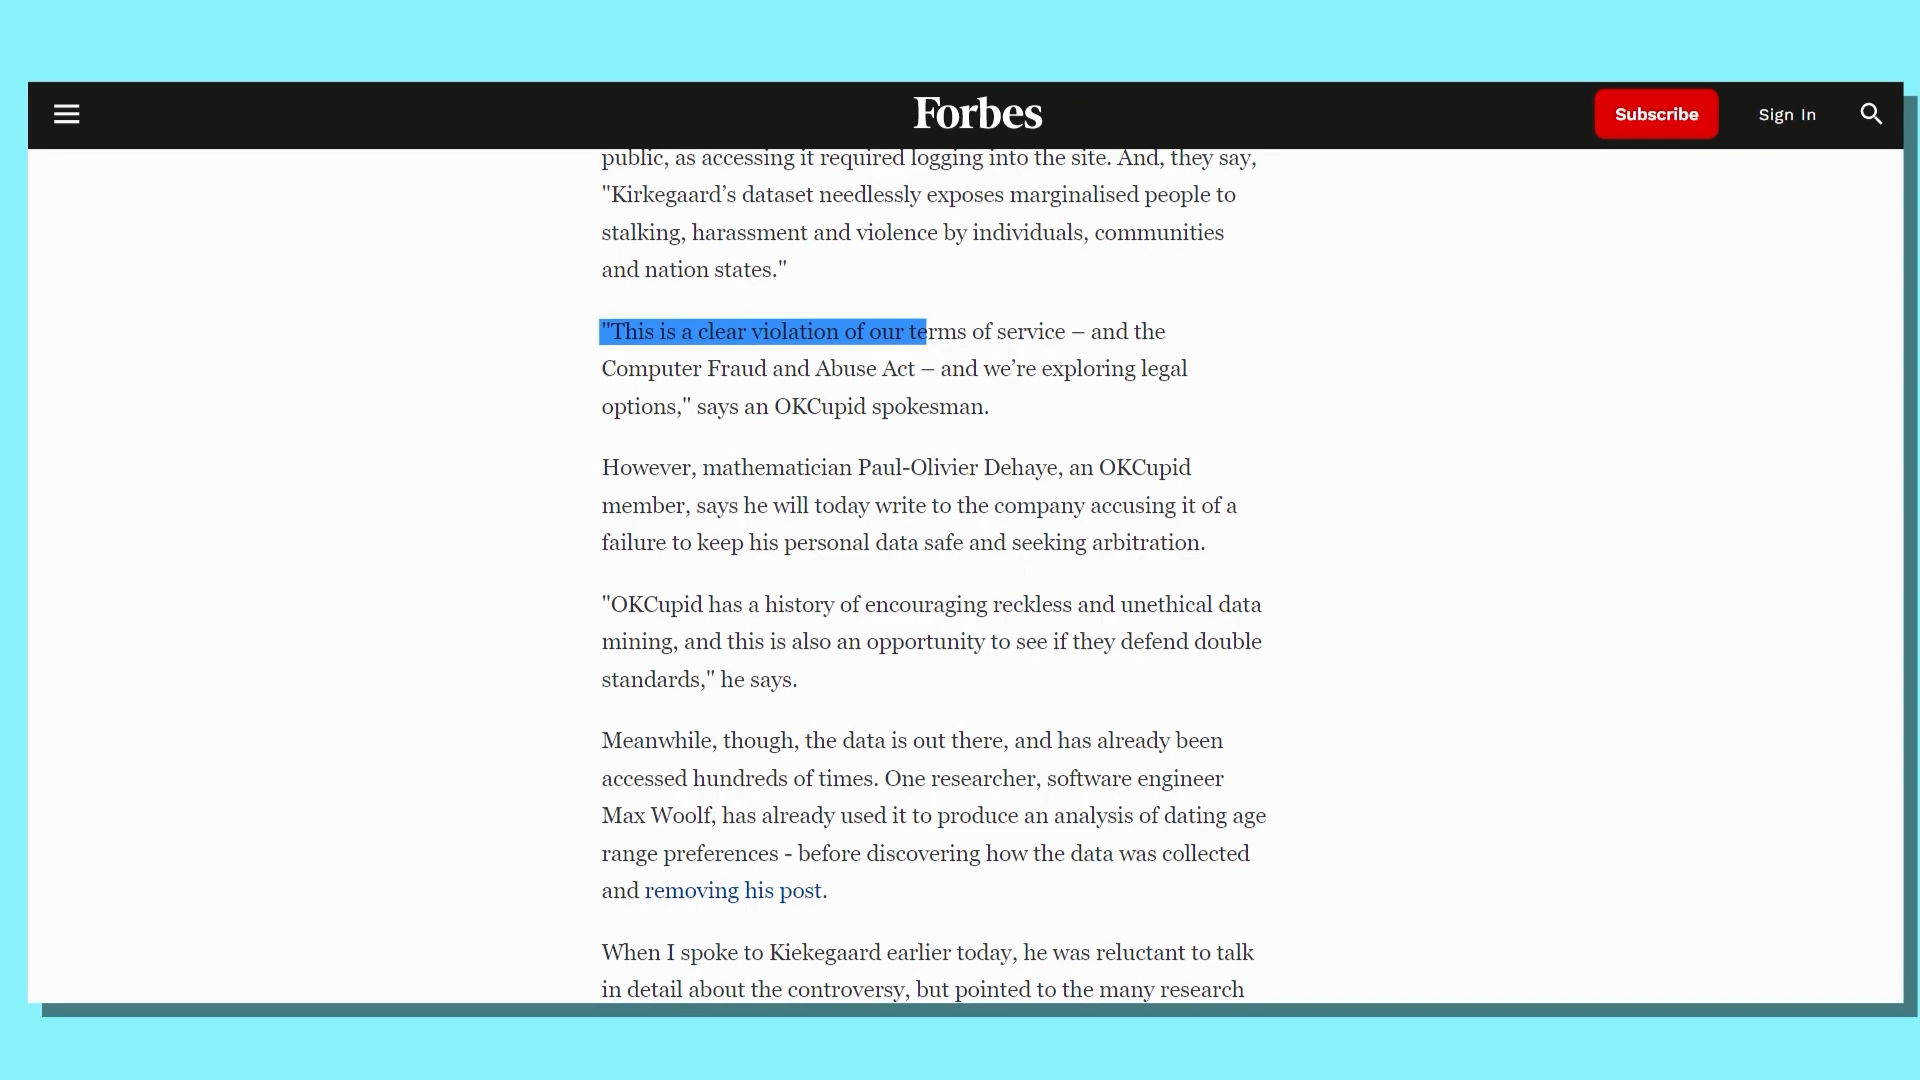 Forbes
Subscribe
Sign In
public, as accessing it required logging into the site. And, they say,
"Kirkegaard’s dataset needlessly exposes marginalised people to
stalking, harassment and violence by individuals, communities
and nation states."
"This is a clear violation of our terms of service – and the
Computer Fraud and Abuse Act – and we’re exploring legal
options," says an OKCupid spokesman.
However, mathematician Paul-Olivier Dehaye, an OKCupid
member, says he will today write to the company accusing it of a
failure to keep his personal data safe and seeking arbitration.
"OKCupid has a history of encouraging reckless and unethical data
mining, and this is also an opportunity to see if they defend double
standards," he says.
Meanwhile, though, the data is out there, and has already been
accessed hundreds of times. One researcher, software engineer
Max Woolf, has already used it to produce an analysis of dating age
range preferences - before discovering how the data was collected
and removing his post.
When I spoke to Kiekegaard earlier today, he was reluctant to talk
in detail about the controversy, but pointed to the many research